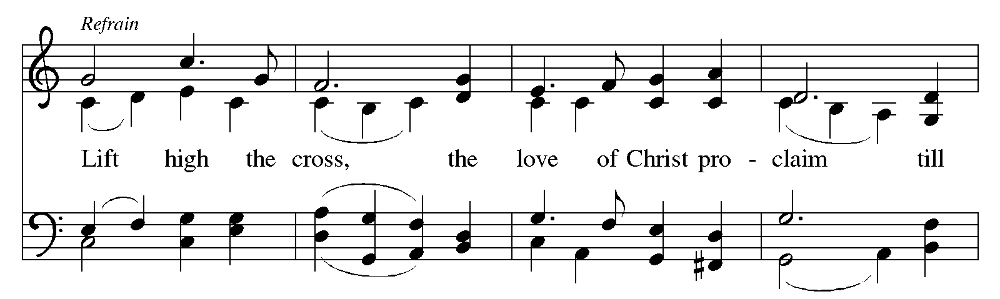 Refrain
Lift high the cross, the love of Christ pro - claim till